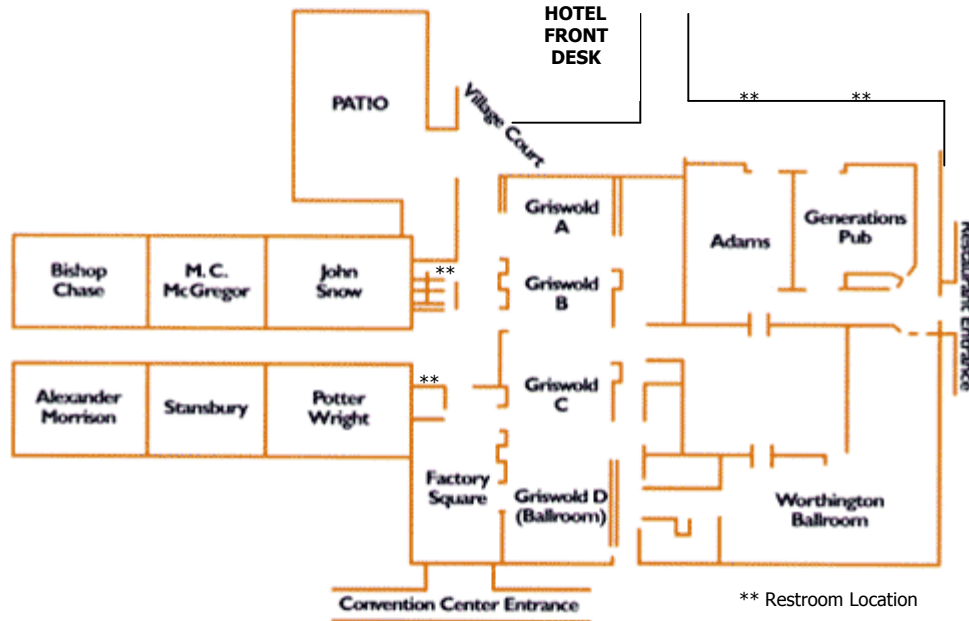 HOTEL
FRONT
DESK
PATIO
Village Court
**
**
Griswold
A
Adams
Generations
Pub
Restaurant Entrance
Bishop
Chase
M. C.
McGregor
John
Snow
**
Griswold
B
Alexander
Morrison
Stansbury
Potter
Wright
**
Griswold
C
Factory
Square
Griswold D
(Ballroom)
Worthington
Ballroom
Convention Center Entrance
** Restroom Location